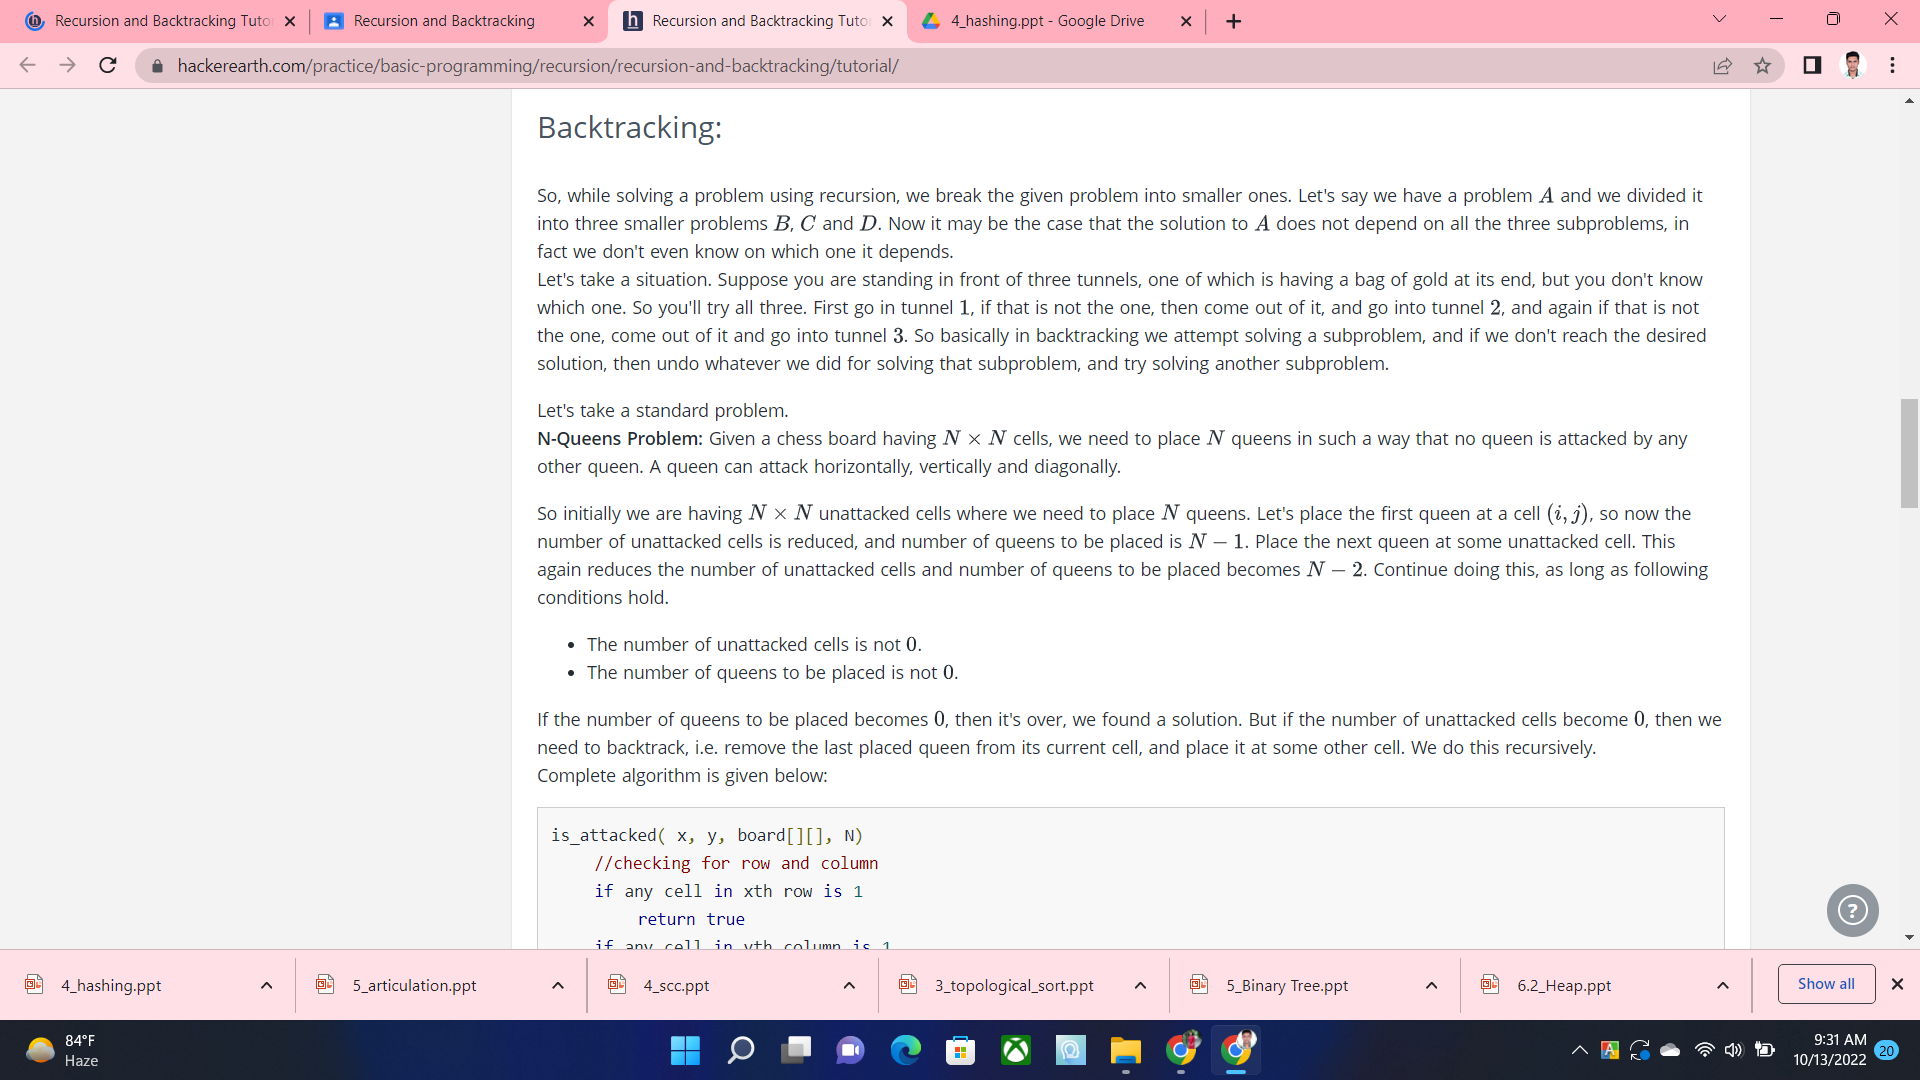 Recursion and Backtracking Tuto
Recursion and Backtracking
Recursion and Backtracking Tuto
4_hashing.ppt - Google Drive
hackerearth.com/practice/basic-programming/recursion/recursion-and-backtracking/tutorial/
Backtracking:
So, while solving a problem using recursion, we break the given problem into smaller ones. Let's say we have a problem A and we divided it
into three smaller problems B, C and D. Now it may be the case that the solution to A does not depend on all the three subproblems, in
fact we don't even know on which one it depends.
Let's take a situation. Suppose you are standing in front of three tunnels, one of which is having a bag of gold at its end, but you don't know
which one. So you'll try all three. First go in tunnel 1, if that is not the one, then come out of it, and go into tunnel 2, and again if that is not
the one, come out of it and go into tunnel 3. So basically in backtracking we attempt solving a subproblem, and if we don't reach the desired
solution, then undo whatever we did for solving that subproblem, and try solving another subproblem.
Let's take a standard problem.
N-Queens Problem: Given a chess board having N × N cells, we need to place N queens in such a way that no queen is attacked by any
other queen. A queen can attack horizontally, vertically and diagonally.
So initially we are having N × N unattacked cells where we need to place N queens. Let's place the first queen at a cell (i, j), so now the
number of unattacked cells is reduced, and number of queens to be placed is N − 1. Place the next queen at some unattacked cell. This
again reduces the number of unattacked cells and number of queens to be placed becomes N − 2. Continue doing this, as long as following
conditions hold.
• The number of unattacked cells is not 0.
• The number of queens to be placed is not 0.
If the number of queens to be placed becomes 0, then it's over, we found a solution. But if the number of unattacked cells become 0, then we
need to backtrack, i.e. remove the last placed queen from its current cell, and place it at some other cell. We do this recursively.
Complete algorithm is given below:
is_attacked( x, y, board[][], N)
//checking for row and column
if any cell in xth row is 1
return true
if any cell in yth column is 1
4_hashing.ppt
5_articulation.ppt
4_scc.ppt
3_topological_sort.ppt
5_Binary Tree.ppt
6.2_Heap.ppt
Show all
84°F
Haze
9:31 AM
10/13/2022
20